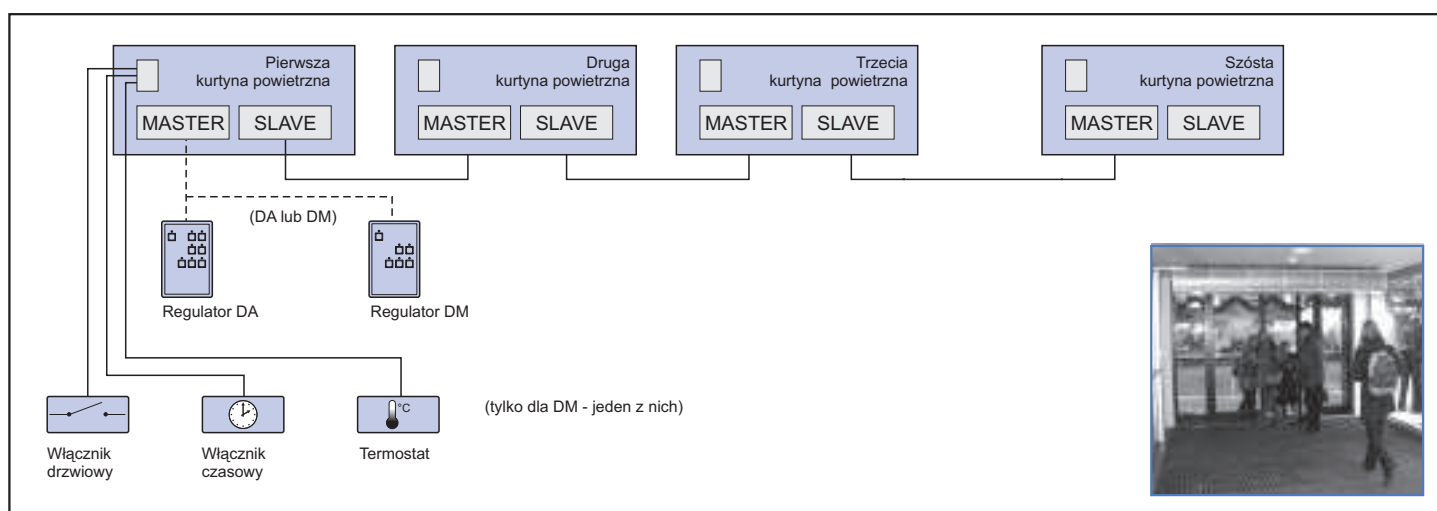 Pierwsza
kurtyna powietrzna
MASTER
SLAVE
Druga
kurtyna powietrzna
MASTER
SLAVE
Trzecia
kurtyna powietrzna
MASTER
SLAVE
Szósta
kurtyna powietrzna
MASTER
SLAVE
(DA lub DM)
Regulator DA
Regulator DM
°C
(tylko dla DM - jeden z nich)
Włącznik
drzwiowy
Włącznik
czasowy
Termostat